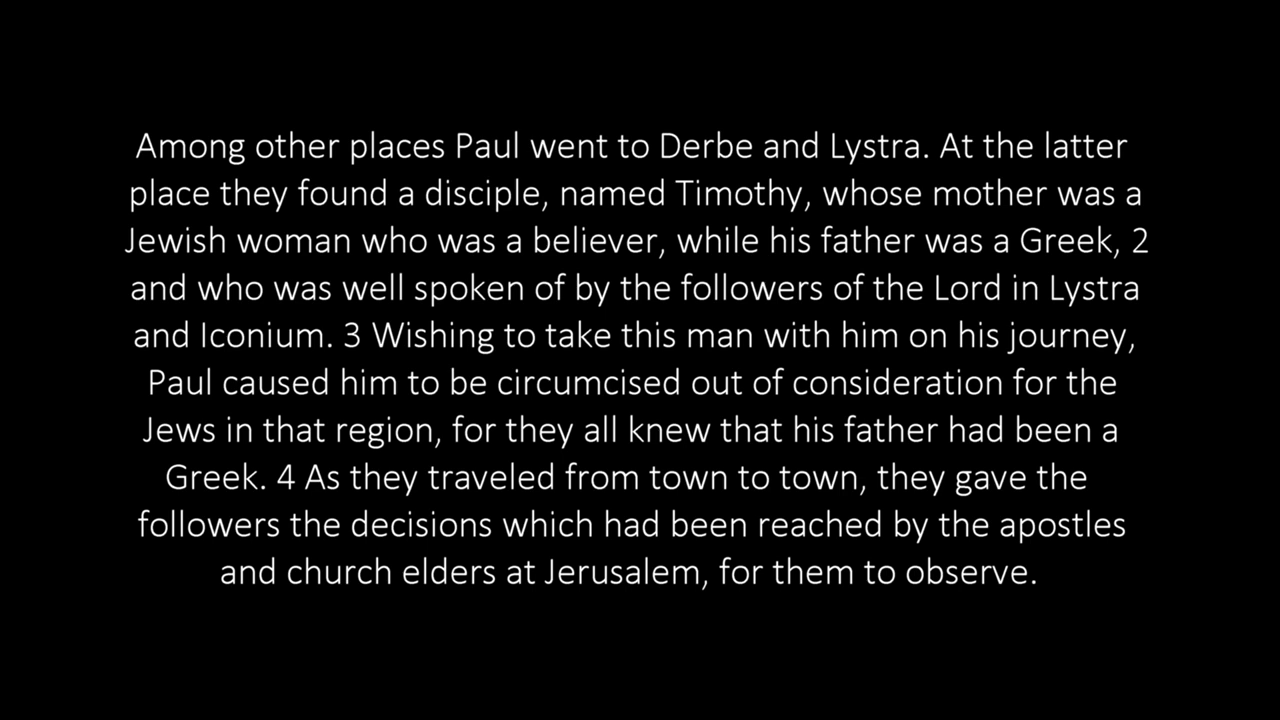 Among other places Paul went to Derbe and Lystra. At the latter
place they found a disciple, named Timothy, whose mother was a
Jewish woman who was a believer, while his father was a Greek, 2
and who was well spoken of by the followers of the Lord in Lystra
and Iconium. 3 Wishing to take this man with him on his journey,
Paul caused him to be circumcised out of consideration for the
Jews in that region, for they all knew that his father had been a
Greek. 4 As they traveled from town to town, they gave the
followers the decisions which had been reached by the apostles
and church elders at Jerusalem, for them to observe.